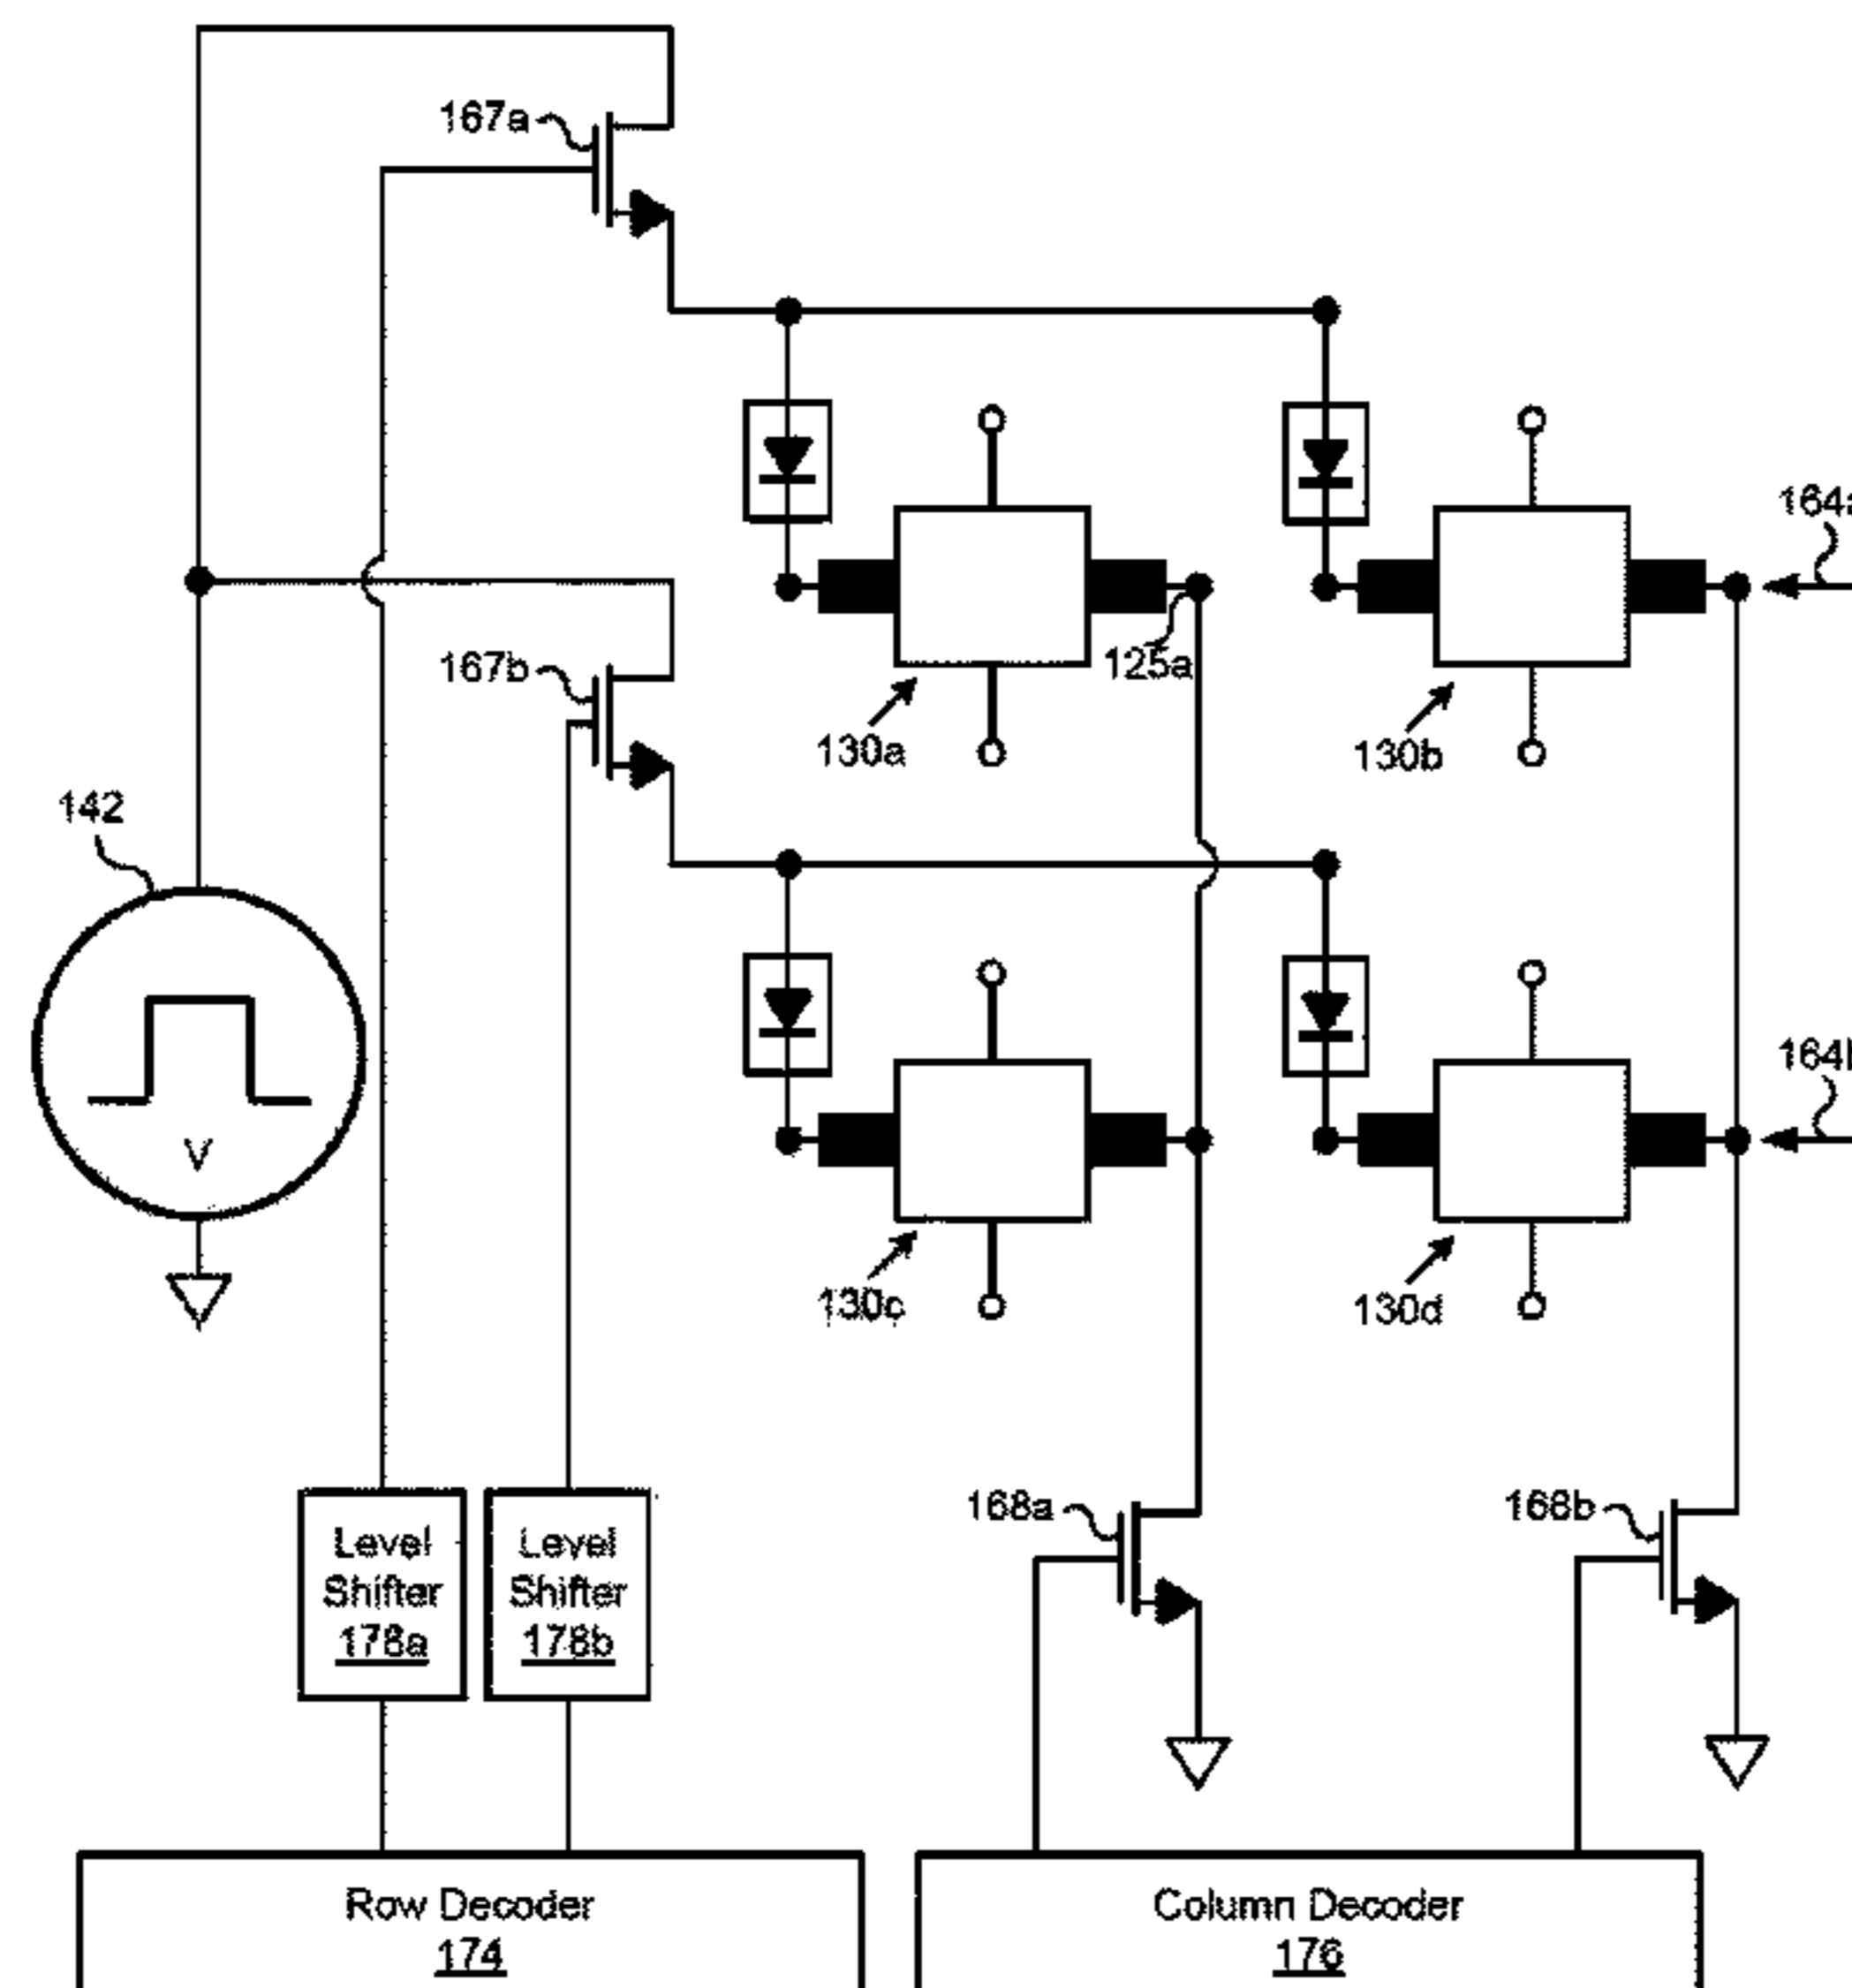 167a
164a
167b
125a
130a
130b
142
164b
V
130c
130d
168a
168b
Level
Shifter
178a
Level
Shifter
178b
Row Decoder
174
Column Decoder
176